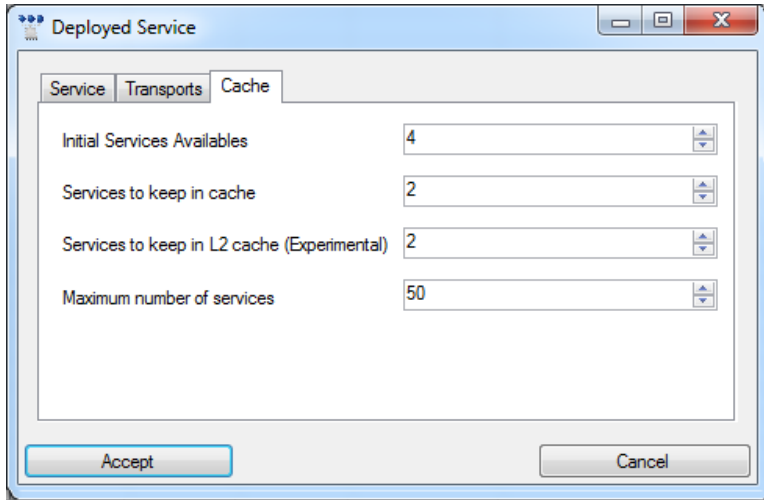 Deployed Service
Service Transports Cache
Initial Services Availables 4
Services to keep in cache 2
Services to keep in L2 cache (Experimental) 2
Maximum number of services 50
Accept Cancel